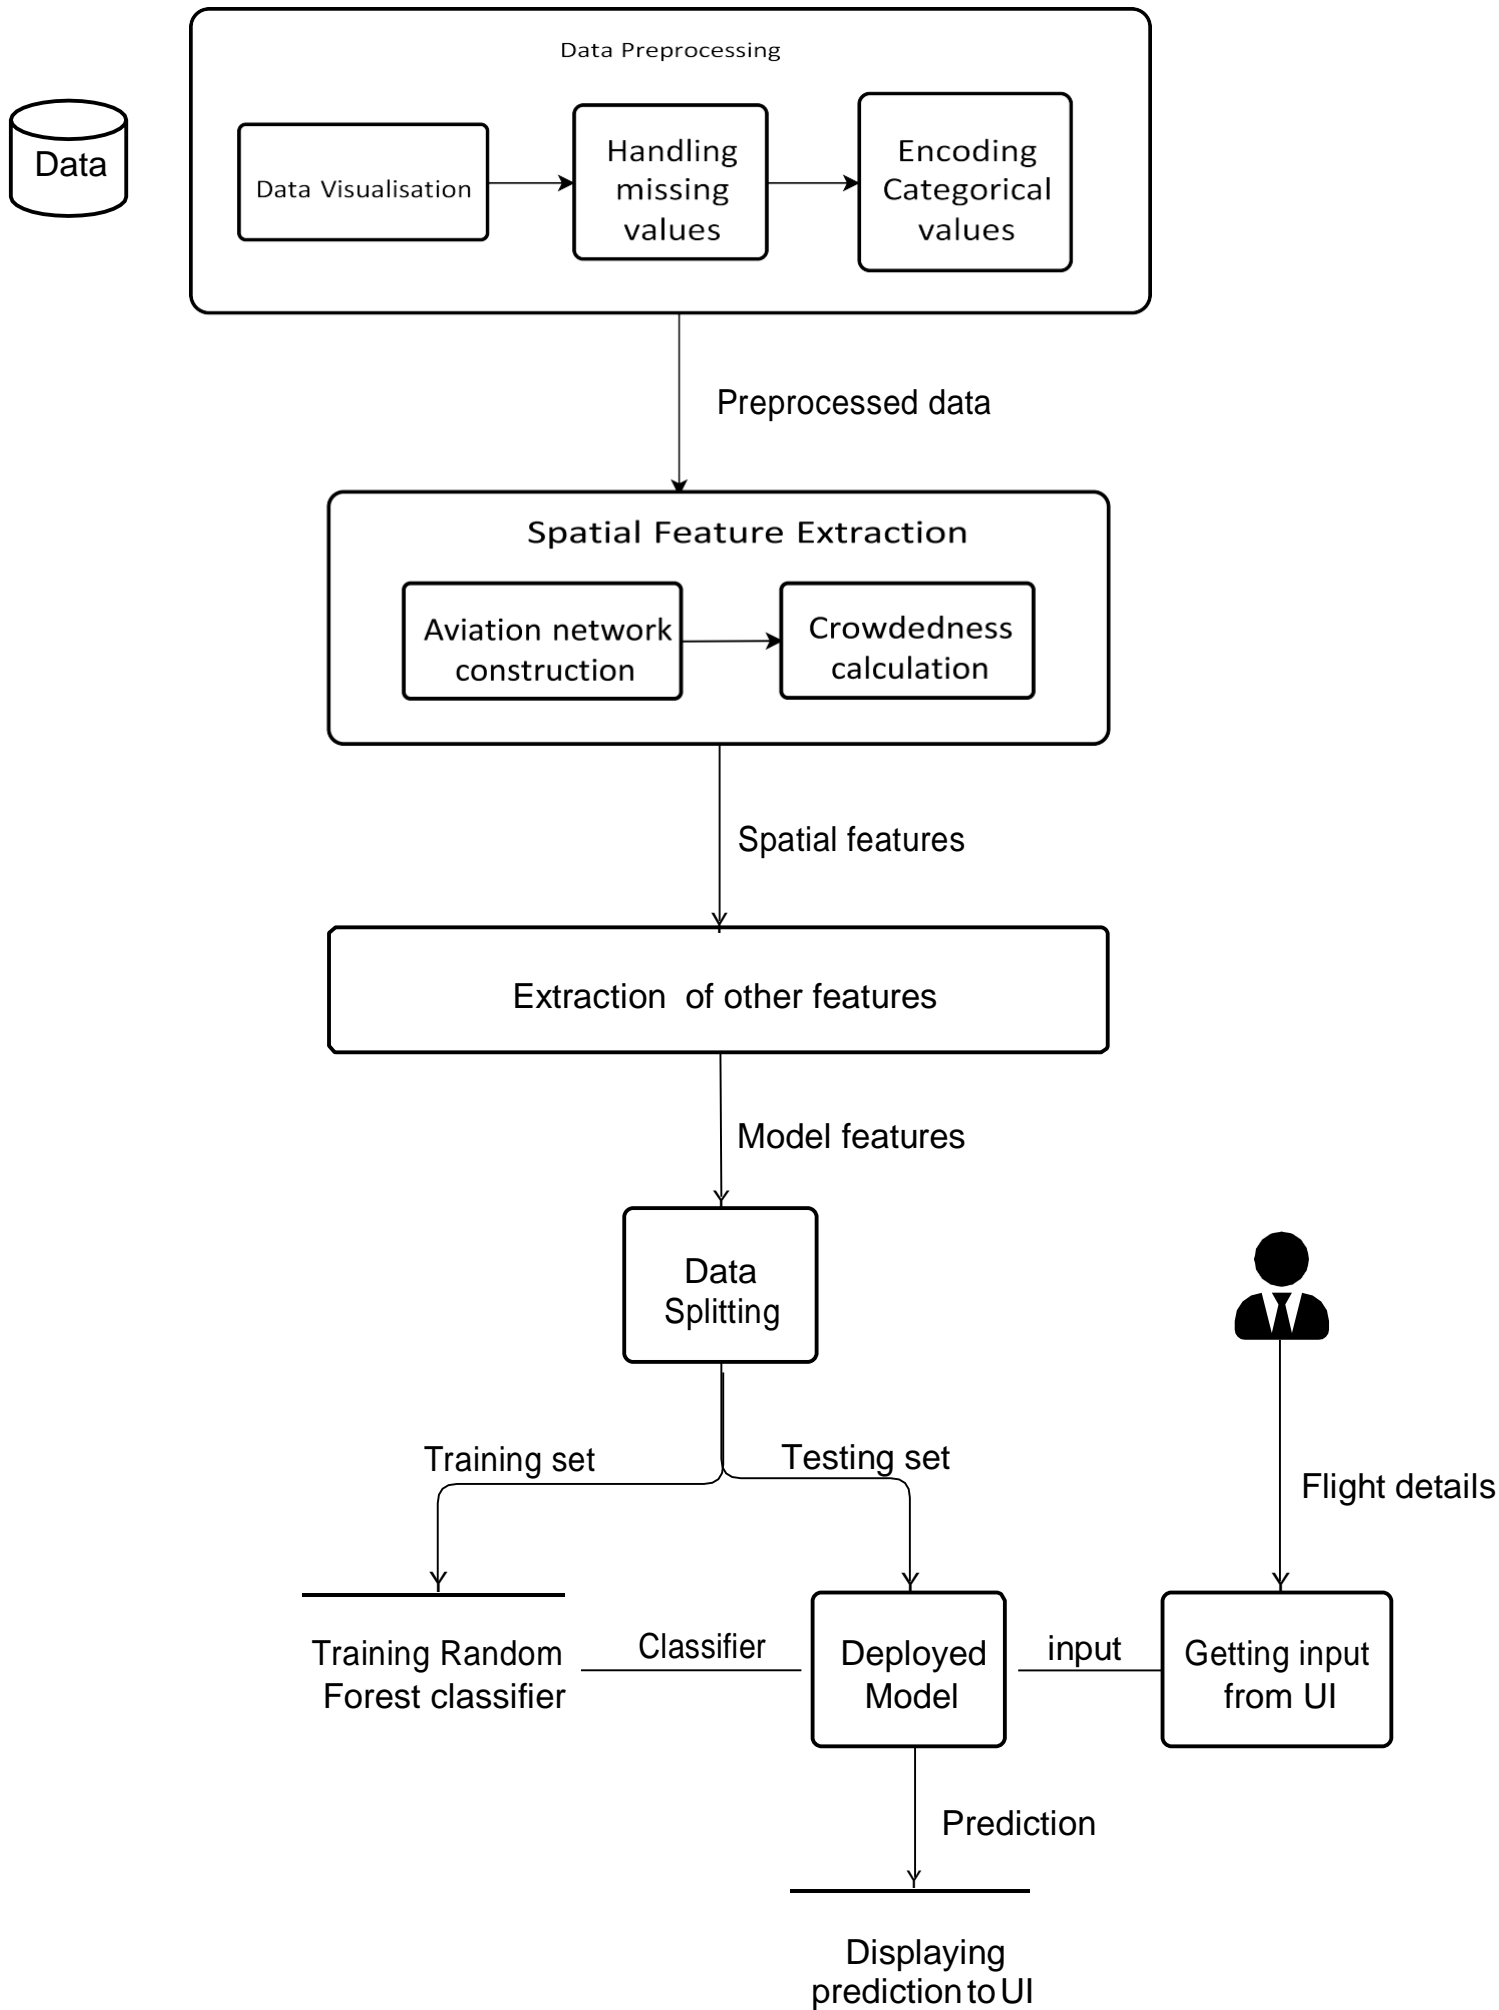 Data Preprocessing
Data
Data Visualisation
Handling
missing
values
Encoding
Categorical
values
Preprocessed data
Spatial Feature Extraction
Aviation network
construction
Crowdedness
calculation
Spatial features
Extraction of other features
Model features
Data
Splitting
Training set
Testing set
Flight details
Training Random
Forest classifier
Classifier
Deployed
Model
input
Getting input
from UI
Prediction
Displaying
prediction to UI